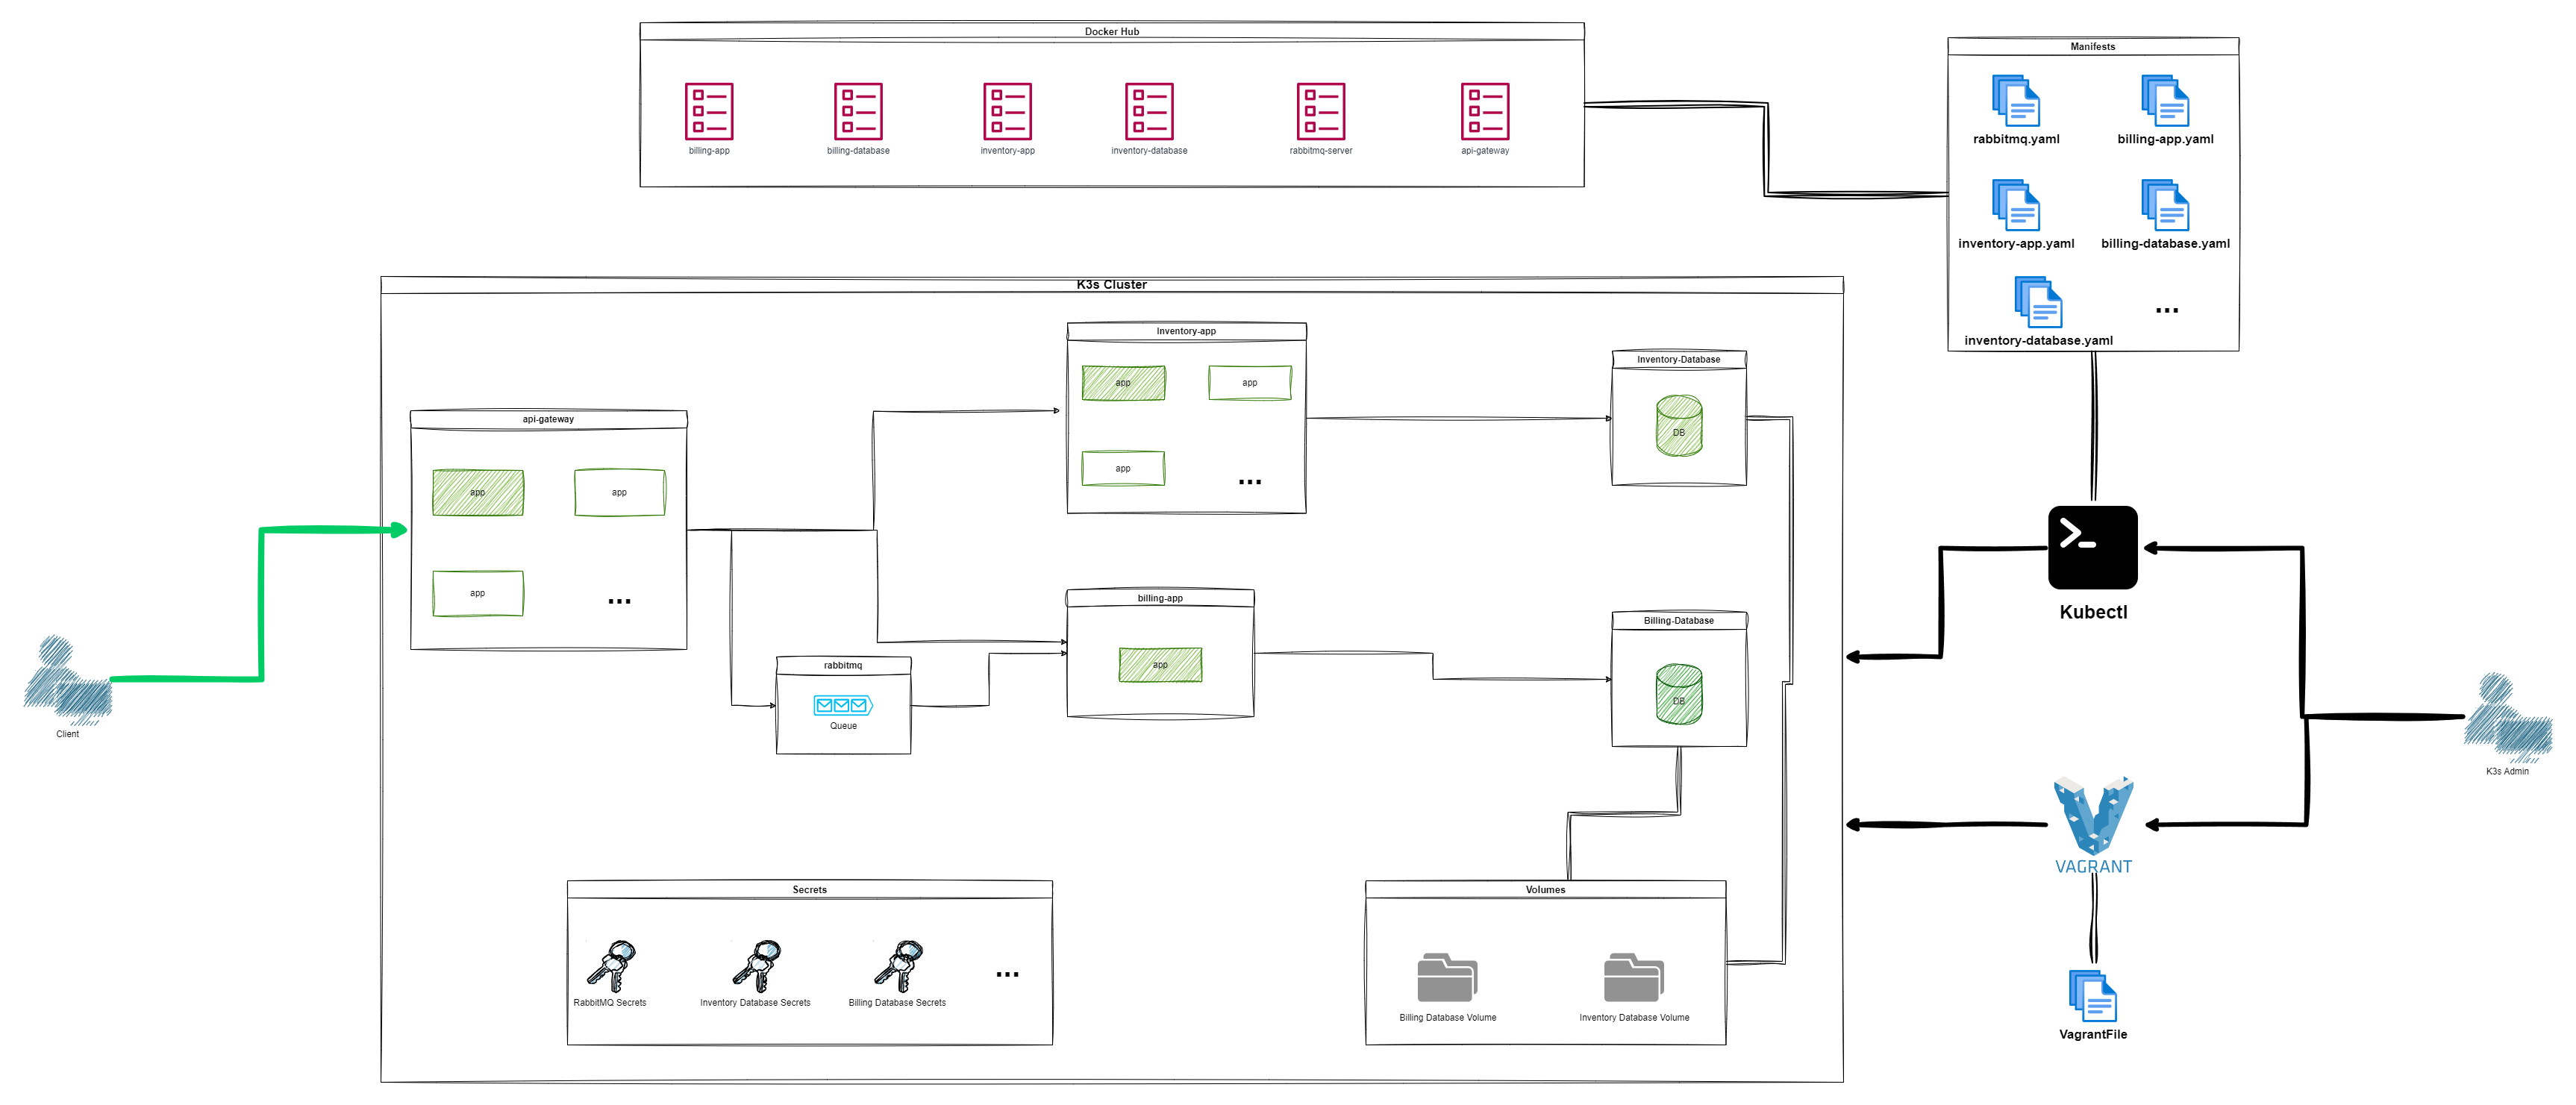 Docker Hub
billing-app
billing-database
inventory-app
inventory-database
rabbitmq-server
api-gateway
Manifests
rabbitmq.yaml
billing-app.yaml
inventory-app.yaml
billing-database.yaml
inventory-database.yaml
...
K3s Cluster
api-gateway
app
app
app
...
Inventory-app
app
app
app
...
Inventory-Database
DB
billing-app
app
rabbitmq
Queue
Billing-Database
DB
Secrets
RabbitMQ Secrets
Inventory Database Secrets
Billing Database Secrets
...
Volumes
Billing Database Volume
Inventory Database Volume
Client
Kubectl
K3s Admin
VAGRANT
VagrantFile